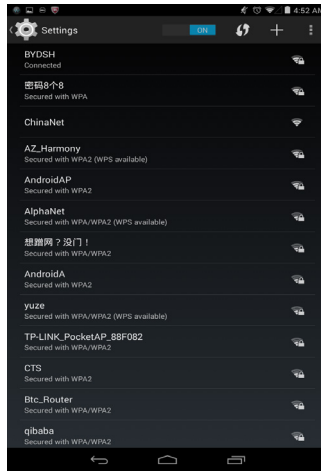 4:52 AM
Settings
ON
BYDSH
Connected
密码8个8
Secured with WPA
ChinaNet
AZ_Harmony
Secured with WPA2 (WPS available)
AndroidAP
Secured with WPA2
AlphaNet
Secured with WPA/WPA2 (WPS available)
想蹭网？没门！
Secured with WPA/WPA2
AndroidA
Secured with WPA2
yuze
Secured with WPA/WPA2 (WPS available)
TP-LINK_PocketAP_88F082
Secured with WPA/WPA2
CTS
Secured with WPA/WPA2
Btc_Router
Secured with WPA/WPA2
qibaba
Secured with WPA/WPA2